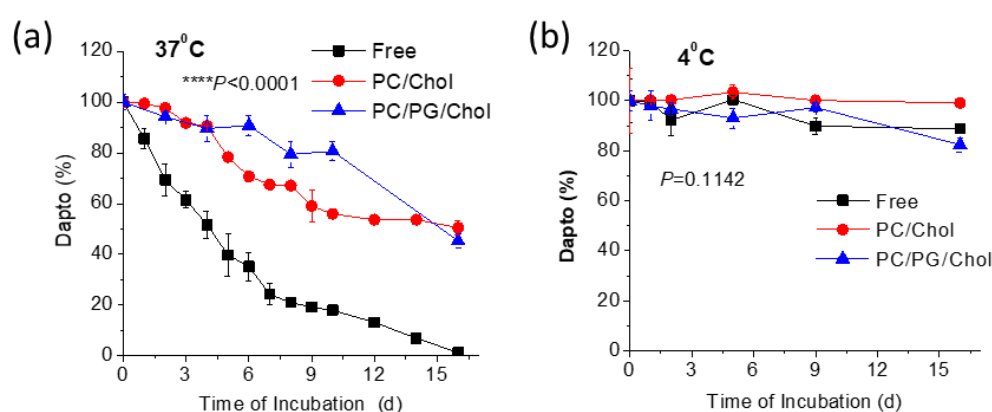 (a)
37⁰C
****P<0.0001
Free
PC/Chol
PC/PG/Chol
120
100
80
60
40
20
0
Dapto (%)
0 3 6 9 12 15
Time of Incubation (d)
(b)
4⁰C
P=0.1142
Free
PC/Chol
PC/PG/Chol
120
100
80
60
40
20
0
Dapto (%)
0 3 6 9 12 15
Time of Incubation (d)